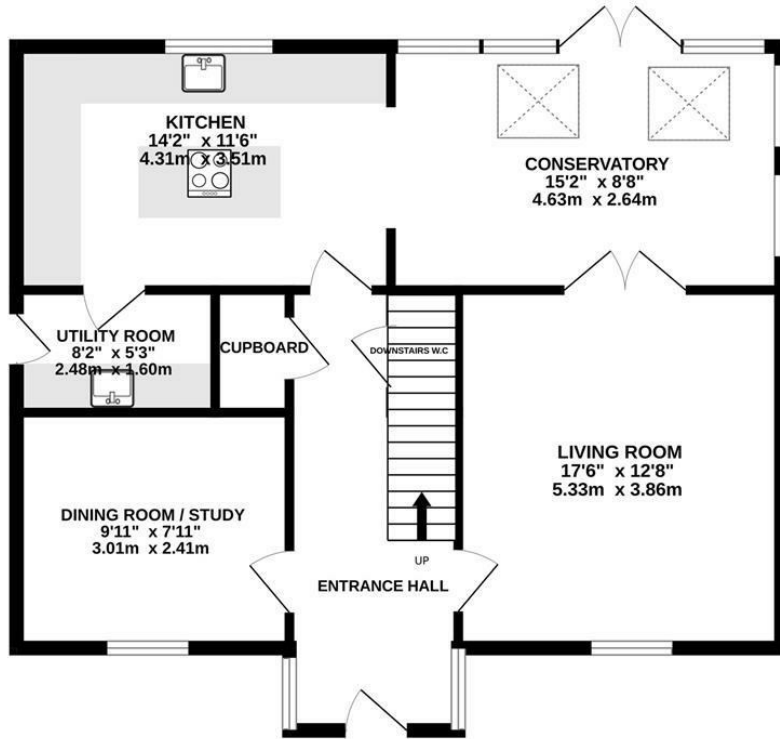 KITCHEN
14'2" x 11'6"
4.31m x 3.51m
CONSERVATORY
15'2" x 8'8"
4.63m x 2.64m
UTILITY ROOM
8'2" x 5'3"
2.48m x 1.60m
CUPBOARD
DOWNSTAIRS W.C
LIVING ROOM
17'6" x 12'8"
5.33m x 3.86m
DINING ROOM / STUDY
9'11" x 7'11"
3.01m x 2.41m
UP
ENTRANCE HALL